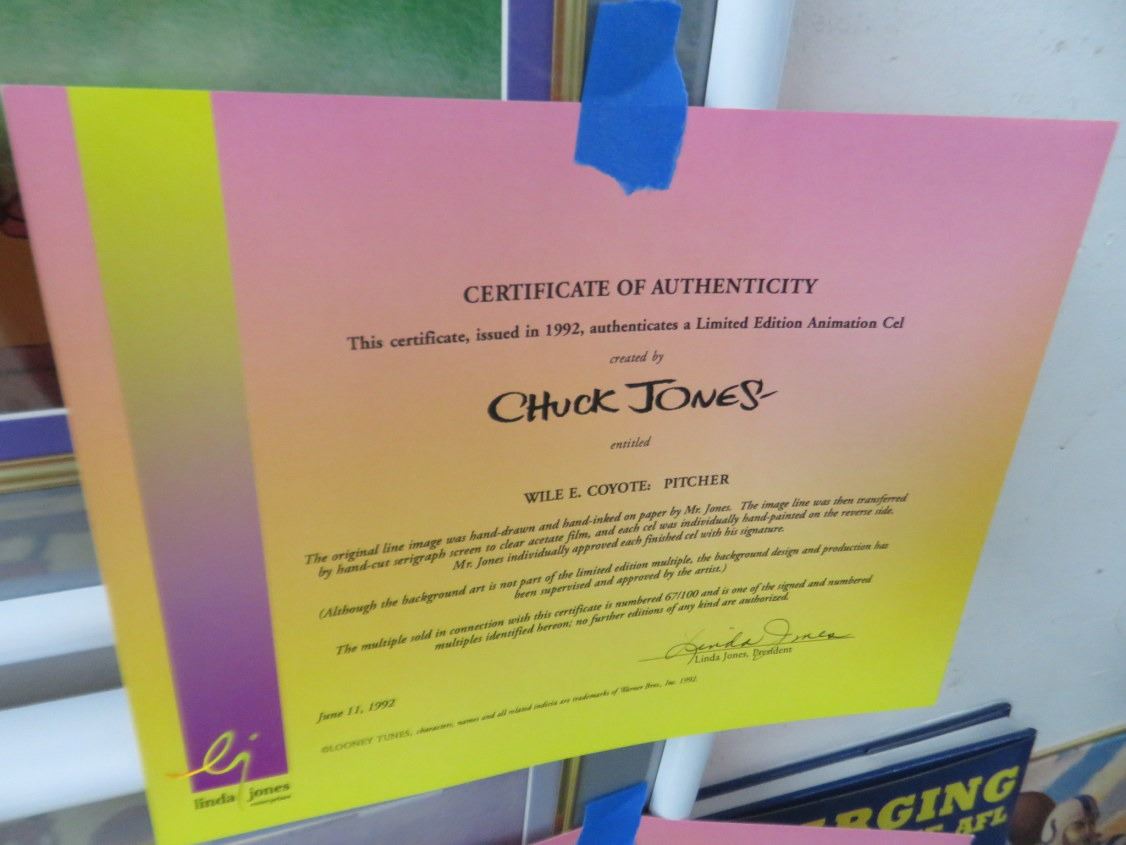 CERTIFICATE OF AUTHENTICITY
This certificate, issued in 1992, authenticates a Limited Edition Animation Cel
created by
CHUCK JONES
entitled
WILE E. COYOTE: PITCHER
The original line image was hand-drawn and hand-inked on paper by Mr. Jones. The image line was then transferred
by hand-cut serigraph screen to clear acetate film, and each cel was individually hand-painted on the reverse side.
Mr. Jones individually approved each finished cel with his signature.
(Although the background art is not part of the limited edition multiple, the background design and production has
been supervised and approved by the artist.)
The multiple sold in connection with this certificate is numbered 67/100 and is one of the signed and numbered
multiples identified hereon; no further editions of any kind are authorized.
Linda Jones
Linda Jones, President
June 11, 1992
©LOONEY TUNES, characters, names and all related indicia are trademarks of Warner Bros., Inc. 1992.
lj
linda jones
enterprises
RGING
AFL